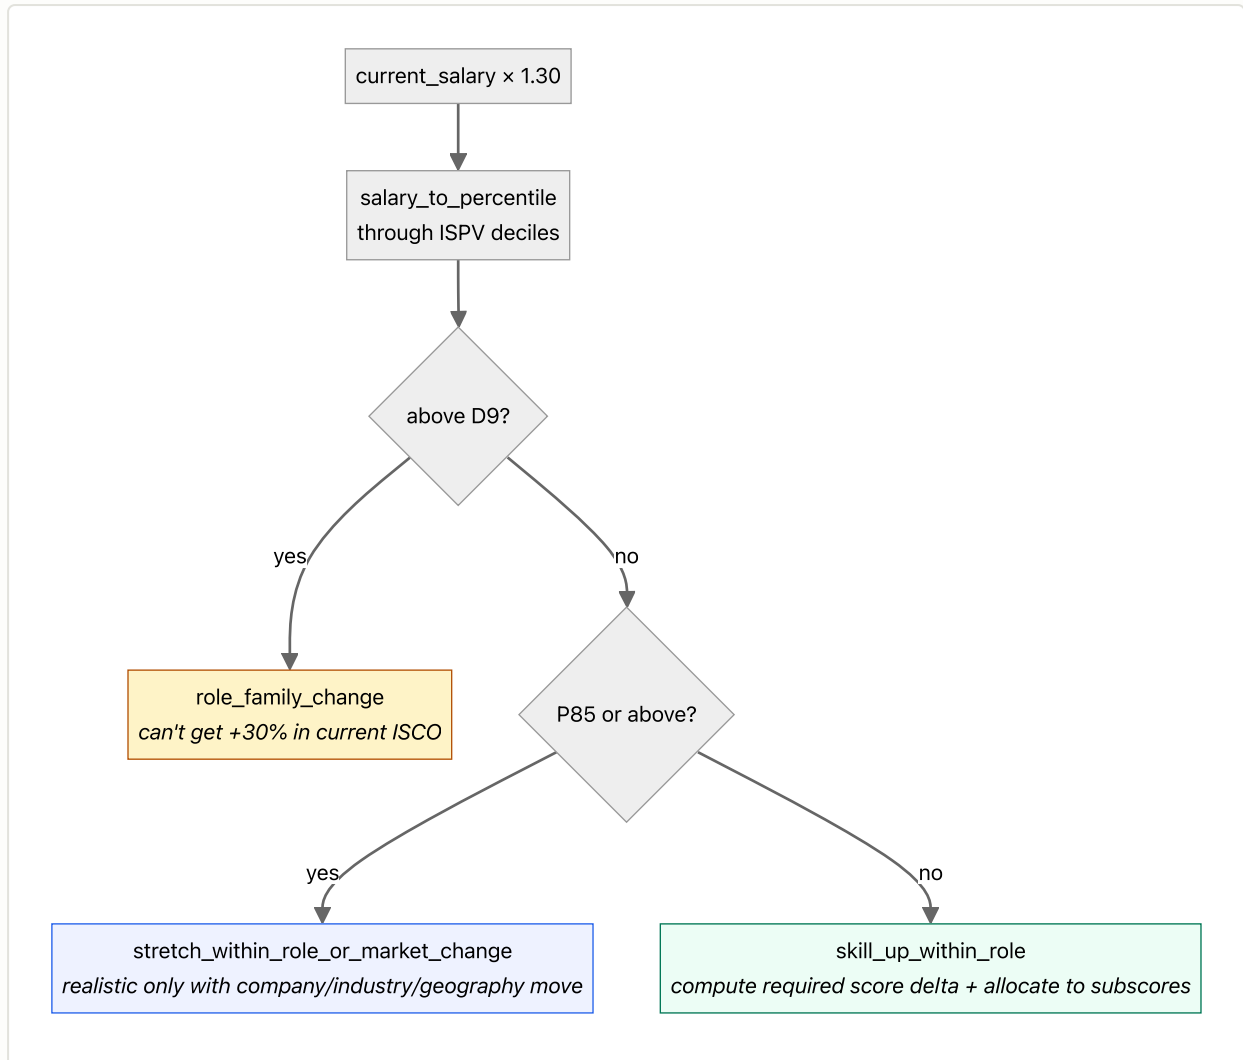 current_salary × 1.30
salary_to_percentile
through ISPV deciles
above D9?
yes
no
role_family_change
can't get +30% in current ISCO
P85 or above?
yes
no
stretch_within_role_or_market_change
realistic only with company/industry/geography move
skill_up_within_role
compute required score delta + allocate to subscores